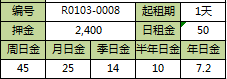 编号 R0103-0008 起租期 1天
押金 2,400 日租金 50
周日金 月日金 季日金 半年日金 年日金
45 25 14 10 7.2